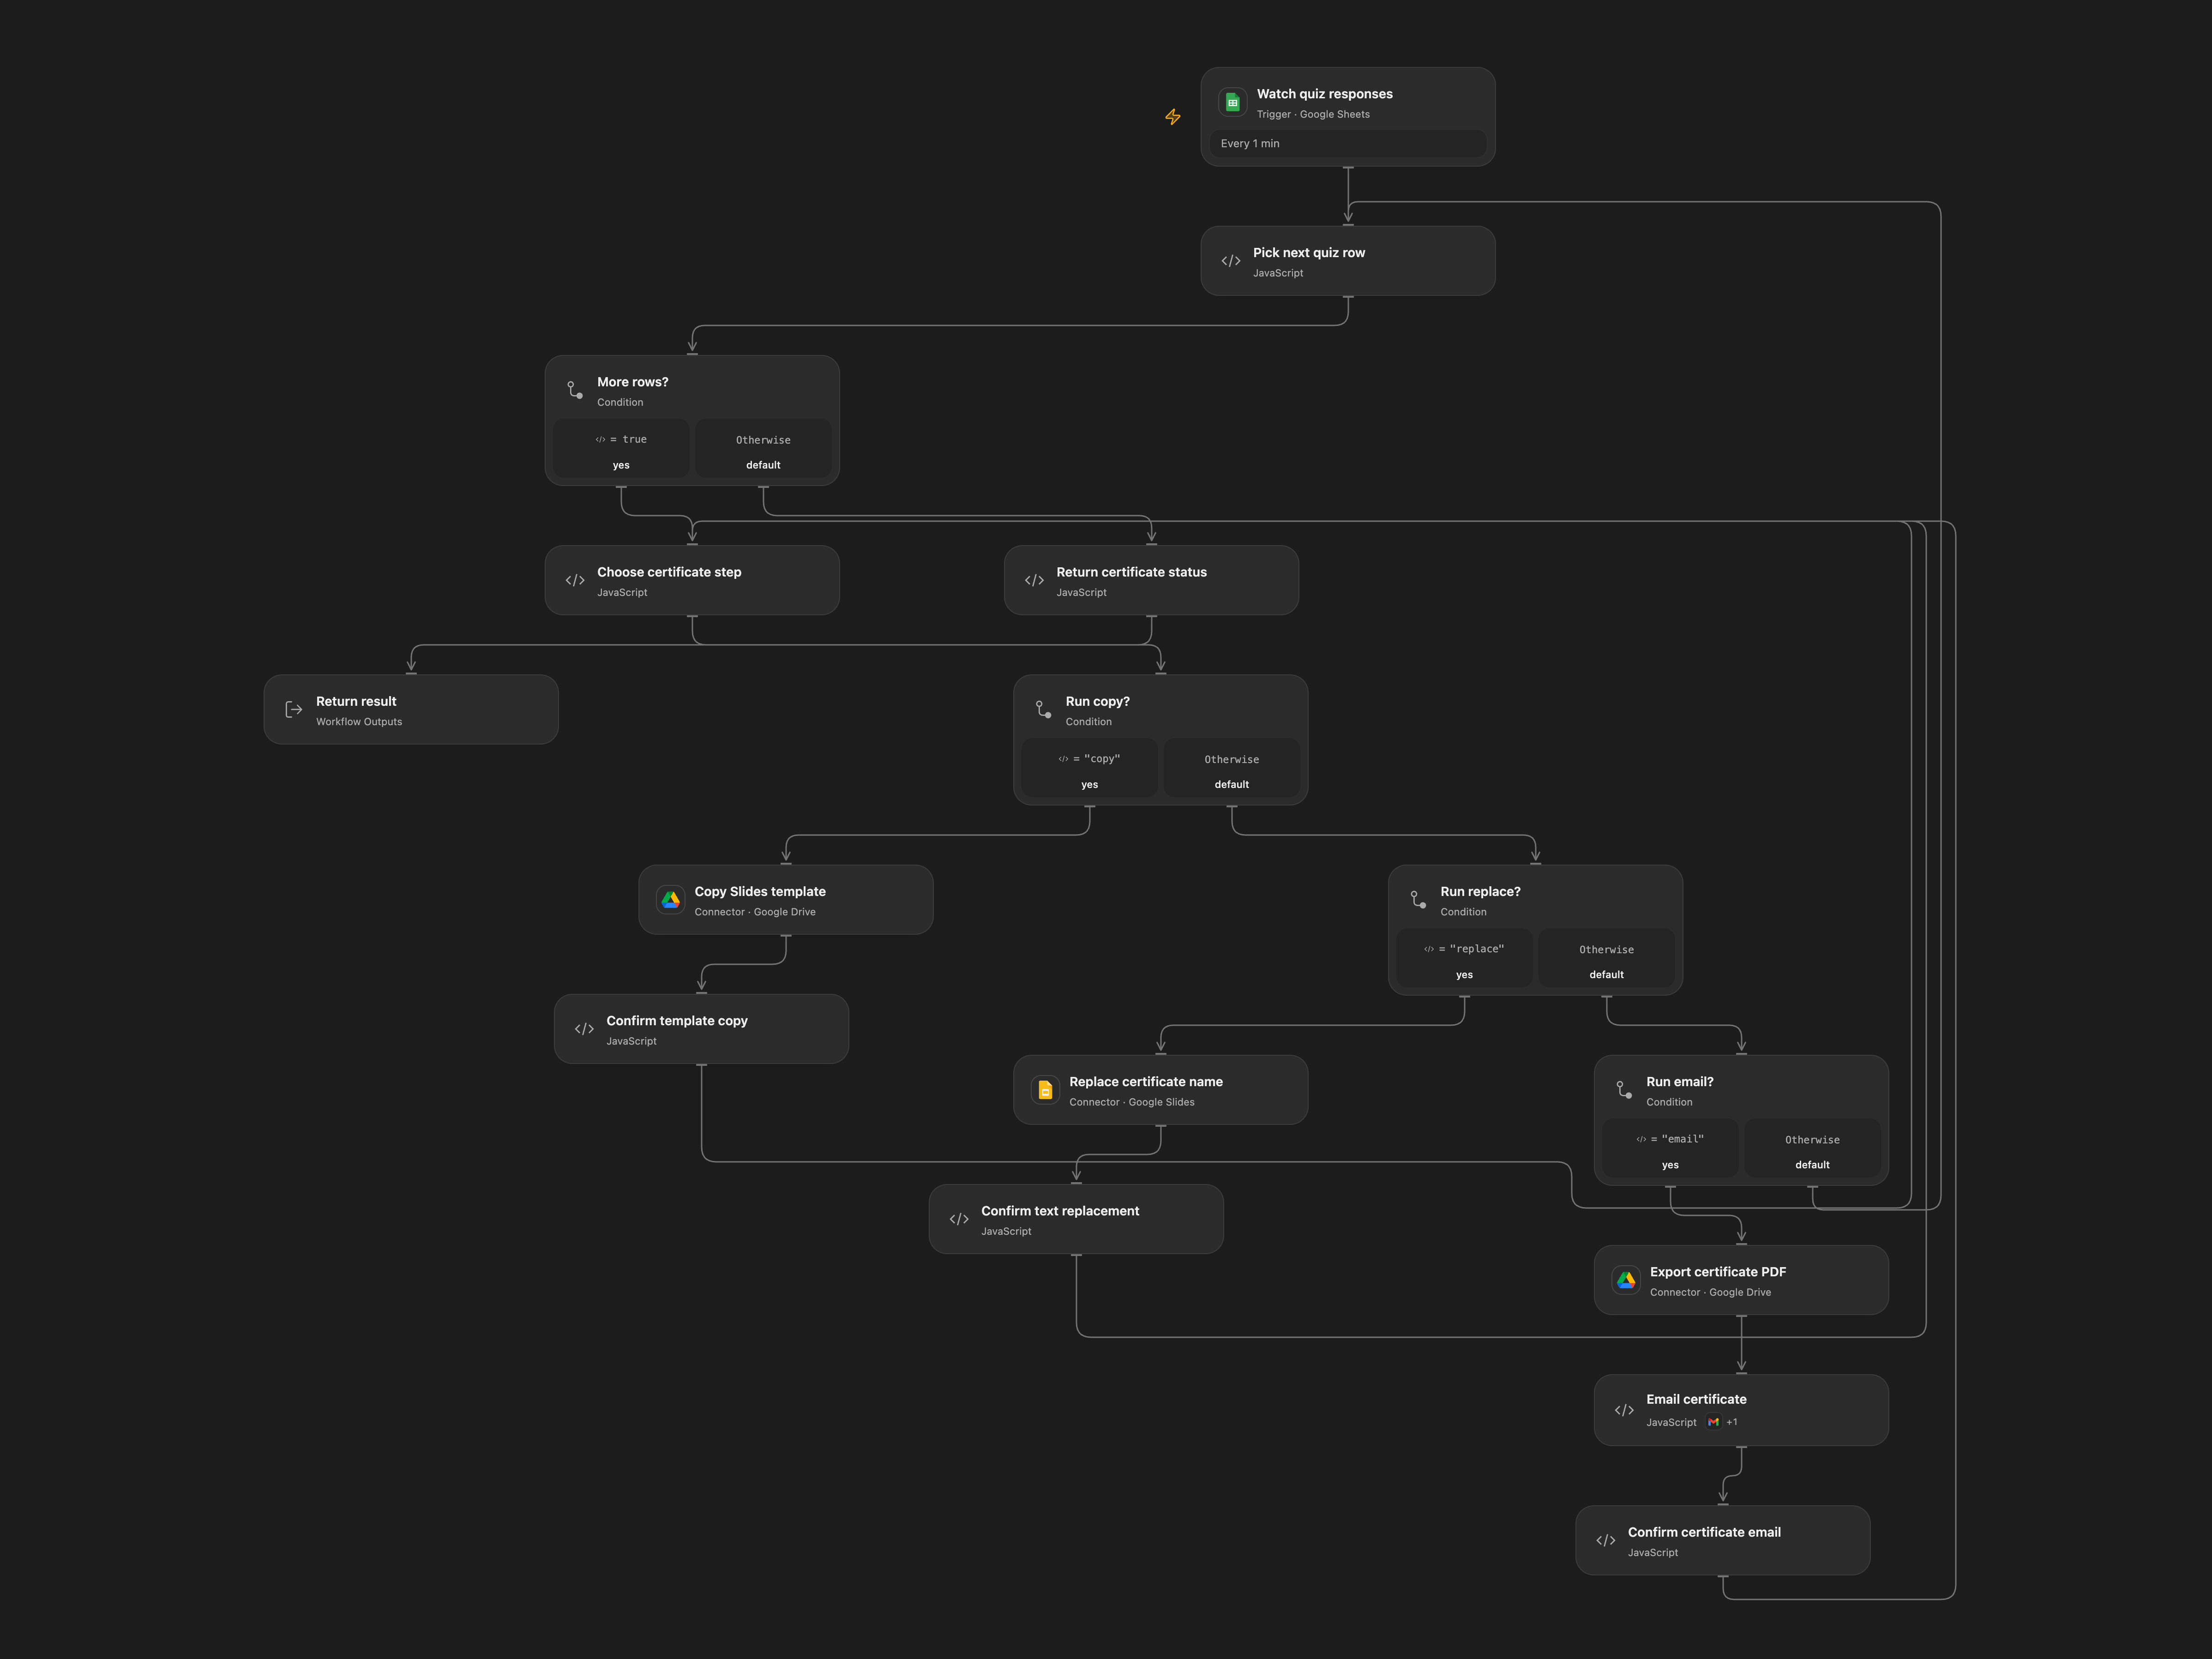 Watch quiz responses
Trigger · Google Sheets
Every 1 min
Pick next quiz row
JavaScript
More rows?
Condition
</> = true
yes
Otherwise
default
Choose certificate step
JavaScript
Return certificate status
JavaScript
Return result
Workflow Outputs
Run copy?
Condition
</> = "copy"
yes
Otherwise
default
Copy Slides template
Connector · Google Drive
Run replace?
Condition
</> = "replace"
yes
Otherwise
default
Confirm template copy
JavaScript
Replace certificate name
Connector · Google Slides
Run email?
Condition
</> = "email"
yes
Otherwise
default
Confirm text replacement
JavaScript
Export certificate PDF
Connector · Google Drive
Email certificate
JavaScript +1
Confirm certificate email
JavaScript